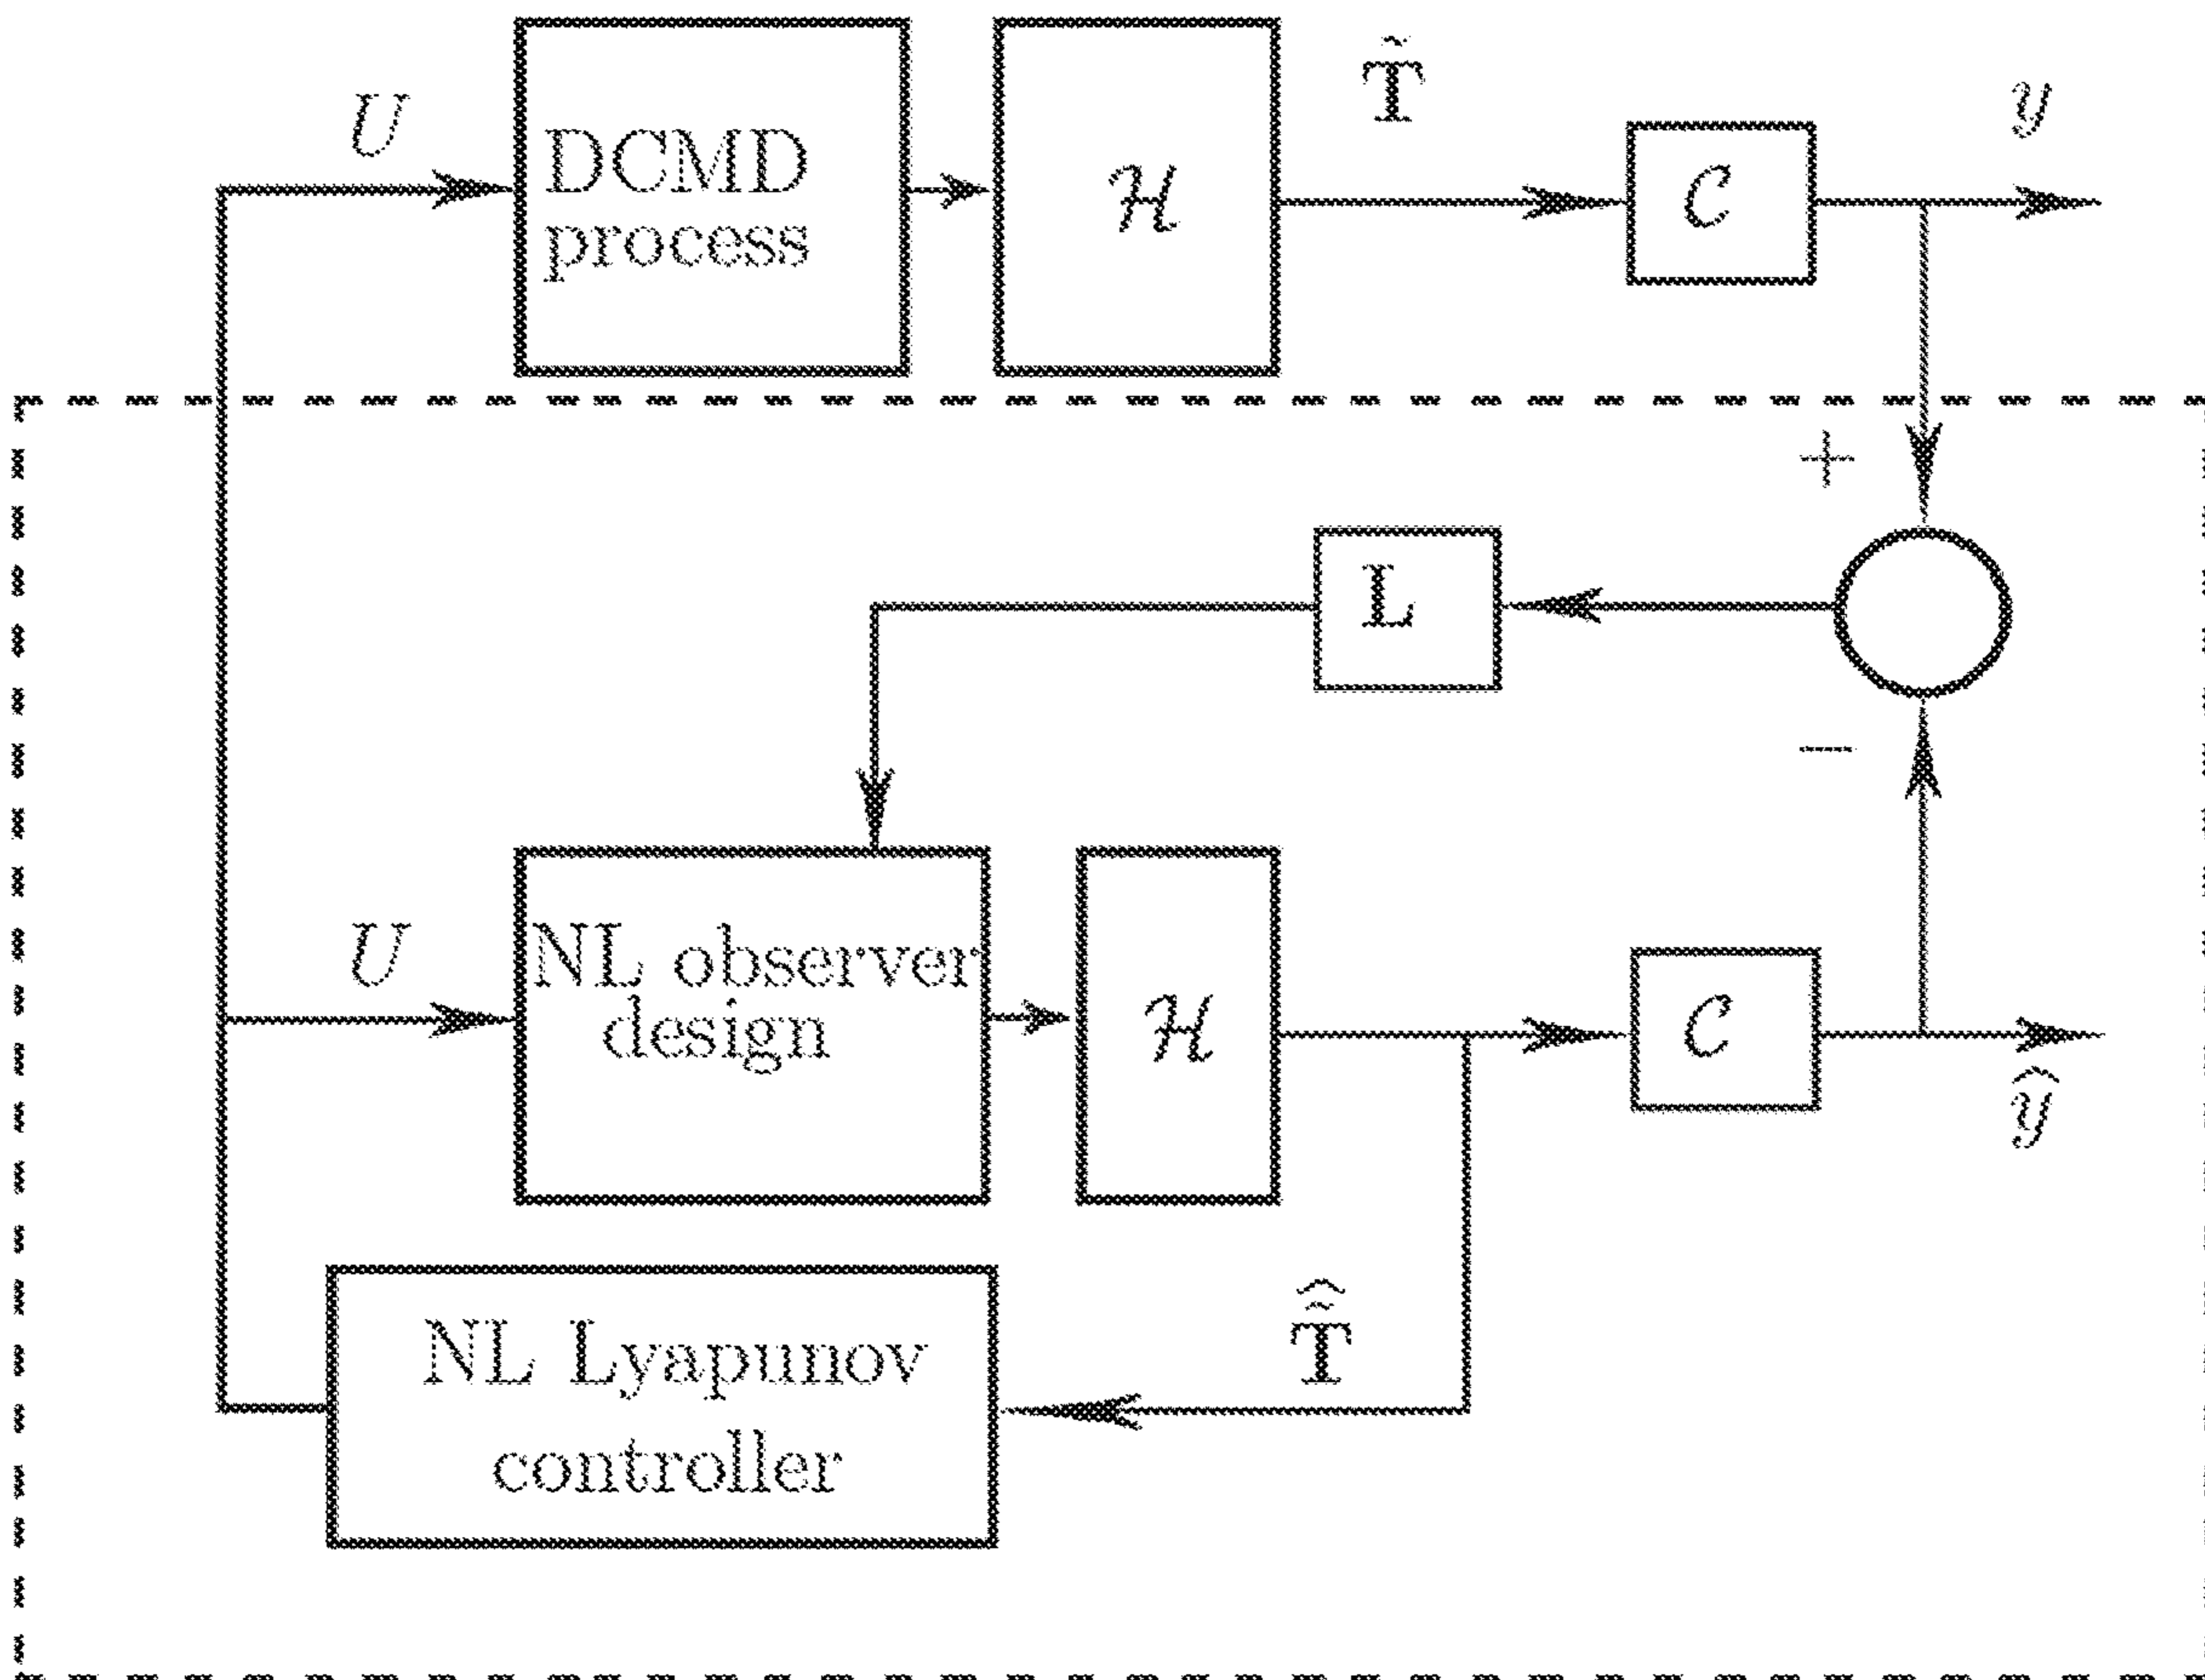 U
DCMD
process
ℋ
T̃
𝒞
y
+
L
−
U
NL observer
design
ℋ
𝒞
ŷ
NL Lyapunov
controller
T̃̂